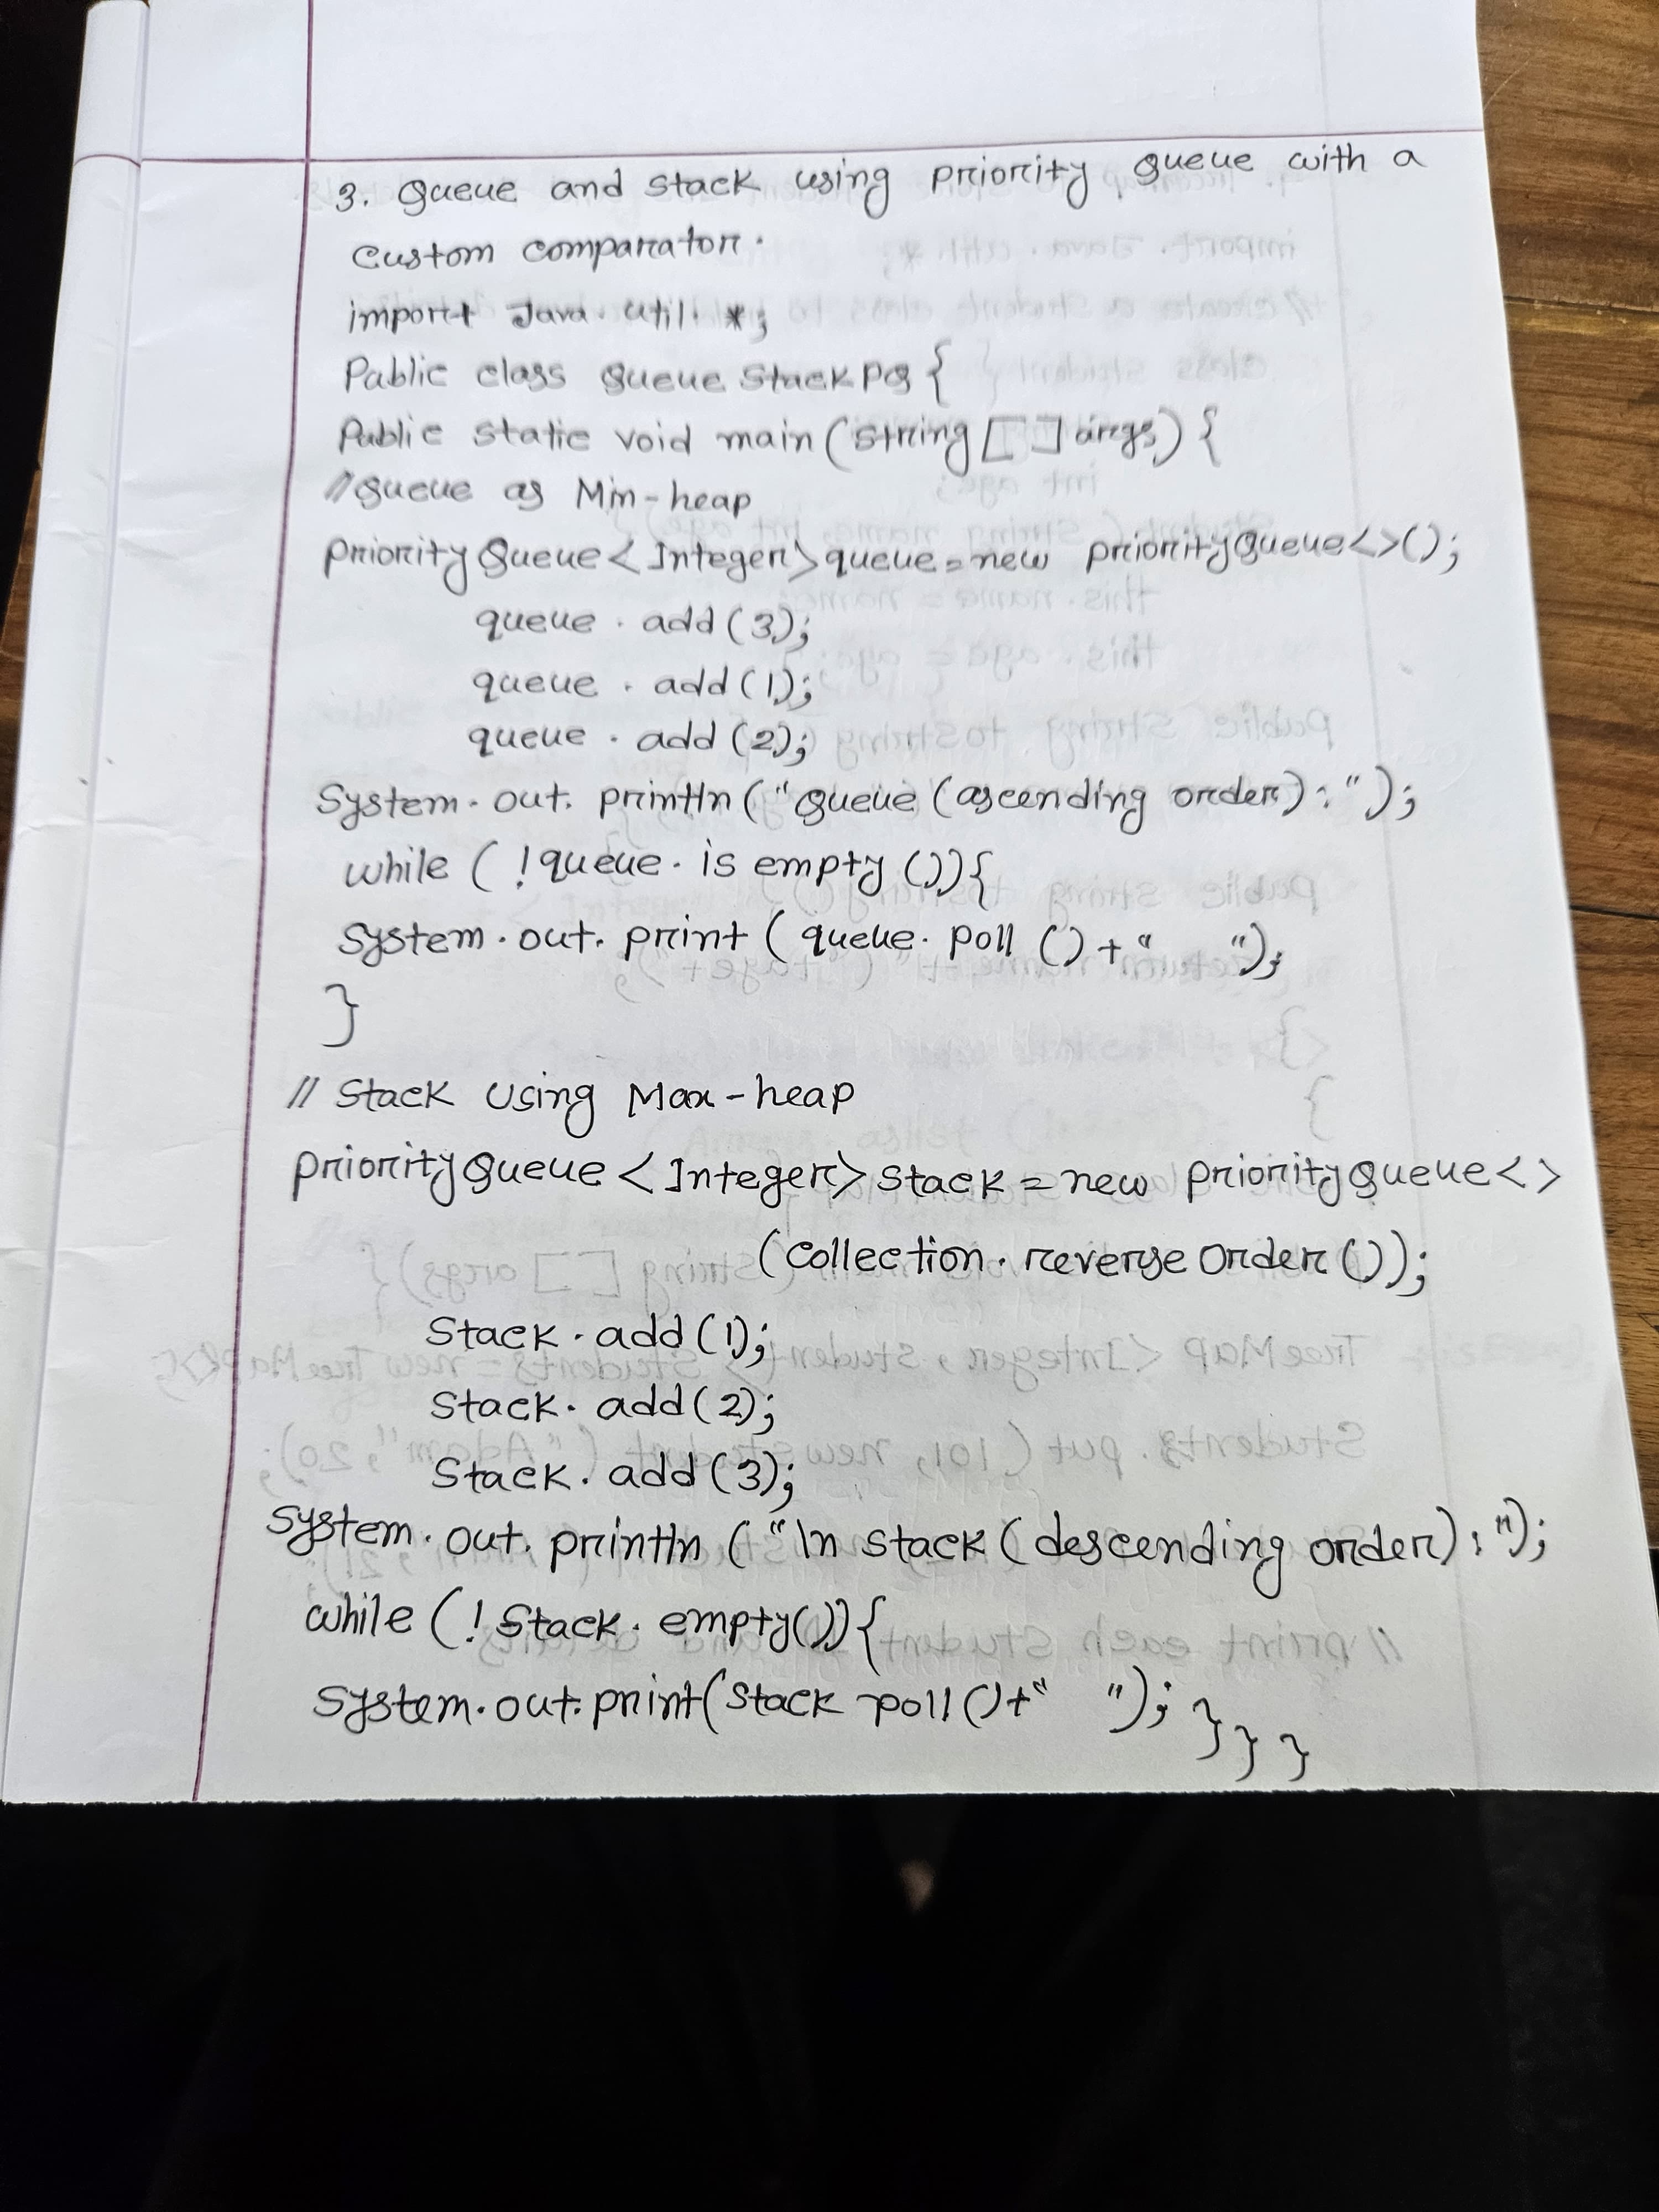 3. Queue and stack using priority queue with a
Custom comparator.
import Java.util.*;
Public class QueueStackPQ {
Public static void main (string [ ] args) {
// Queue as Min-heap
Priority Queue < Integer > queue = new priorityQueue < > ();
queue . add (3);
queue . add (1);
queue . add (2);
System. out. println ("Queue (ascending order) : ");
while ( ! queue. is empty ()) {
System. out. print ( queue. poll () + " ");
}
// Stack using Max-heap
priorityQueue < Integer > stack = new priorityQueue < >
(collection. reverse Order ());
Stack . add (1);
Stack. add (2);
Stack. add (3);
System. out. println ("\n stack ( descending order) : ");
while ( ! Stack. empty()) {
System. out. print (stack poll () + " "); } } }